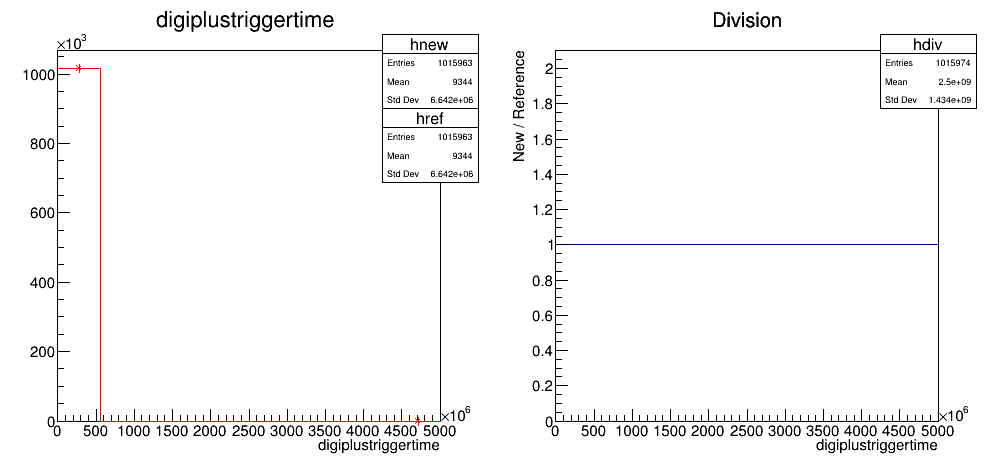 digiplustriggertime
×10³
hnew
Entries 1015963
Mean 9344
Std Dev 6.642e+06
href
Entries 1015963
Mean 9344
Std Dev 6.642e+06
1000
800
600
400
200
0
0 500 1000 1500 2000 2500 3000 3500 4000 4500 5000
×10⁶
digiplustriggertime
Division
hdiv
Entries 1015974
Mean 2.5e+09
Std Dev 1.434e+09
New / Reference
2
1.8
1.6
1.4
1.2
1
0.8
0.6
0.4
0.2
0
0 500 1000 1500 2000 2500 3000 3500 4000 4500 5000
×10⁶
digiplustriggertime